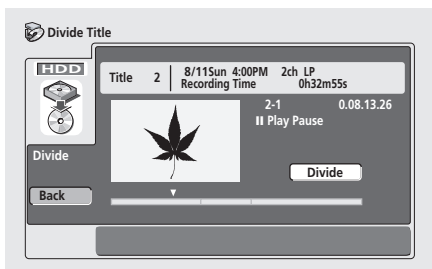 Divide Title
HDD
Title 2 8/11Sun 4:00PM 2ch LP
Recording Time 0h32m55s
2-1 0.08.13.26
Play Pause
Divide
Divide
Back